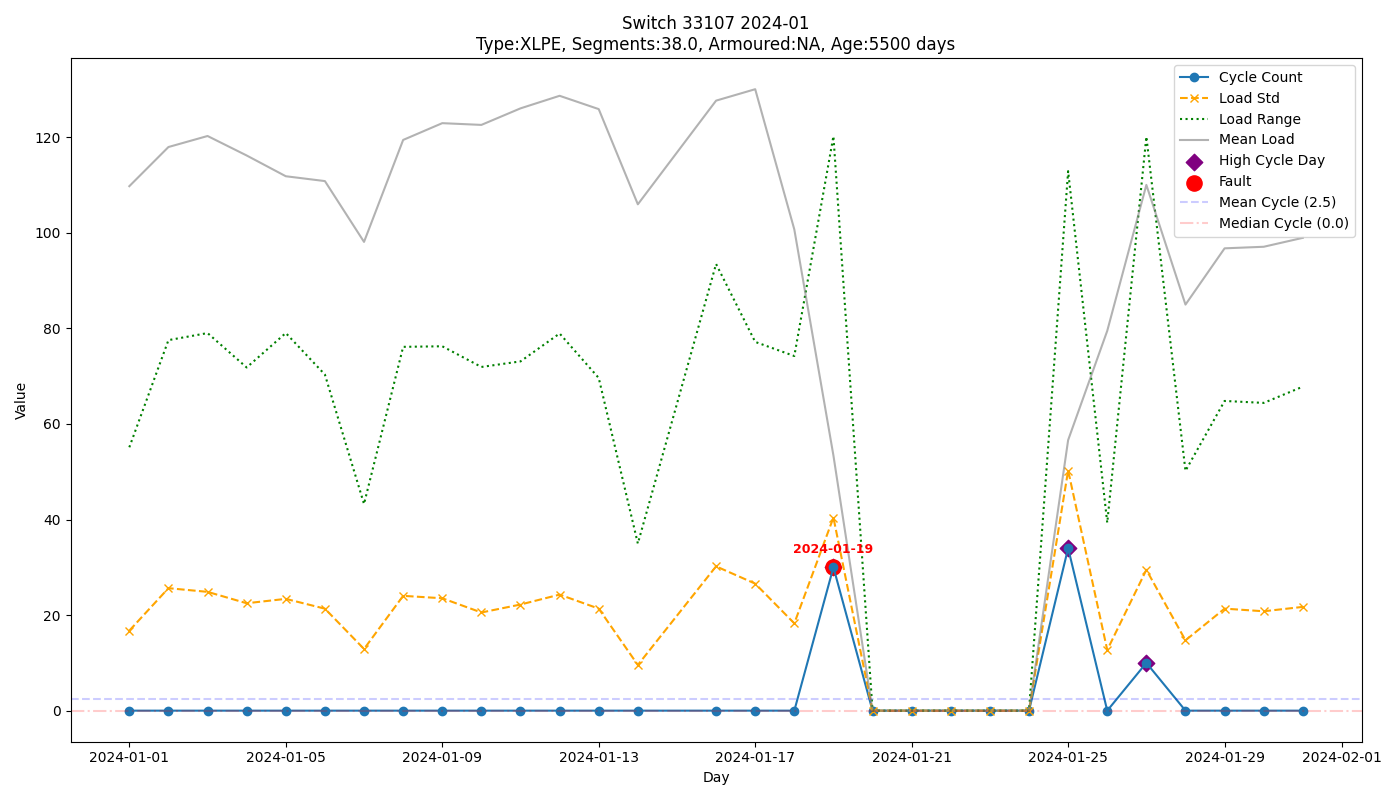 Switch 33107 2024-01
Type:XLPE, Segments:38.0, Armoured:NA, Age:5500 days
Cycle Count
Load Std
Load Range
Mean Load
High Cycle Day
Fault
Mean Cycle (2.5)
Median Cycle (0.0)
120
100
80
60
40
20
0
Value
2024-01-19
2024-01-01
2024-01-05
2024-01-09
2024-01-13
2024-01-17
2024-01-21
2024-01-25
2024-01-29
2024-02-01
Day